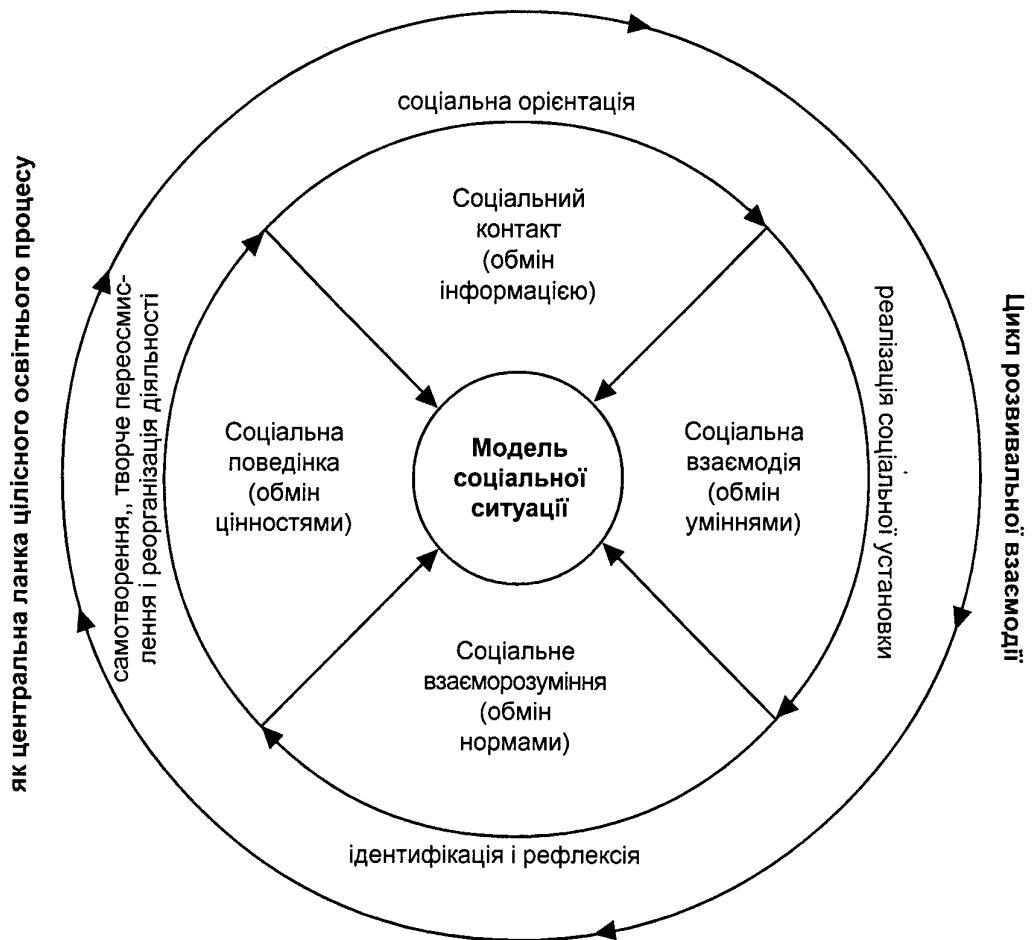 соціальна орієнтація
Соціальний
контакт
(обмін
інформацією)
як центральна ланка цілісного освітнього процесу
самотворення,, творче переосмис-
лення і реорганізація діяльності
Соціальна
поведінка
(обмін
цінностями)
Модель
соціальної
ситуації
Соціальна
взаємодія
(обмін
уміннями)
реалізація соціальної установки
Цикл розвивальної взаємодії
Соціальне
взаєморозуміння
(обмін
нормами)
ідентифікація і рефлексія